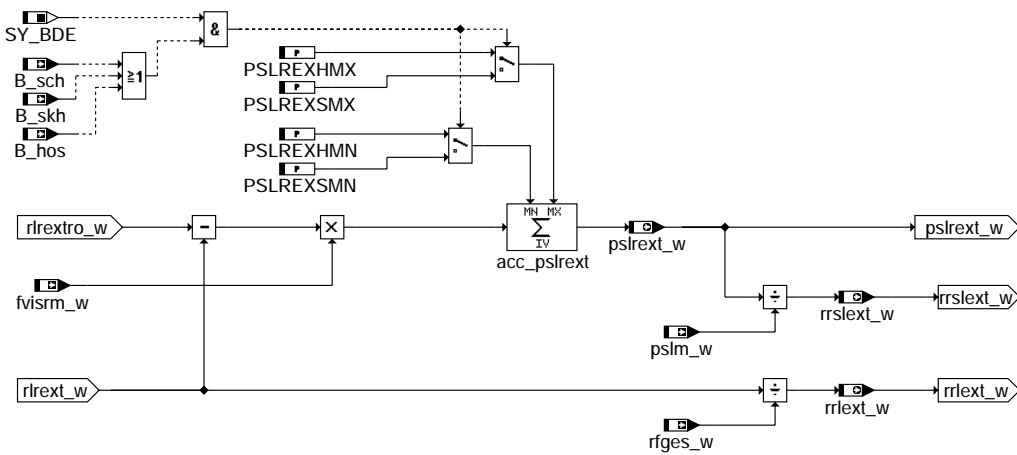 SY_BDE
&
B_sch
≥1
P
PSLREXHMX
B_skh
P
PSLREXSMX
B_hos
P
PSLREXHMN
P
PSLREXSMN
rlrextro_w
MN MX
Σ
IV
acc_pslrext
pslrext_w
pslrext_w
fvisrm_w
rrslext_w
rrslext_w
pslm_w
rlrext_w
rrlext_w
rrlext_w
rfges_w